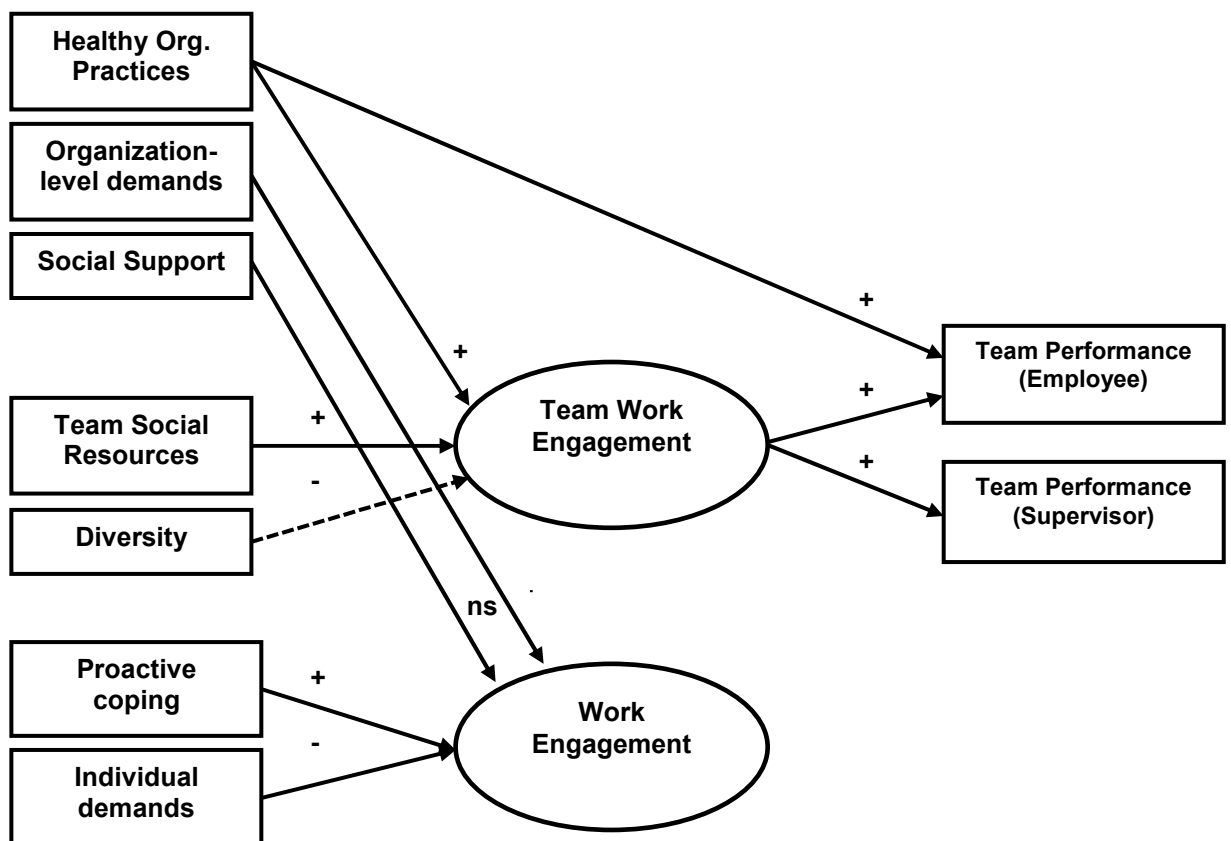 Healthy Org.
Practices
Organization-
level demands
Social Support
+
+
+
Team Performance
(Employee)
Team Work
Engagement
+
Team Social
Resources
+
-
Team Performance
(Supervisor)
Diversity
ns
Proactive
coping
+
-
Work
Engagement
Individual
demands